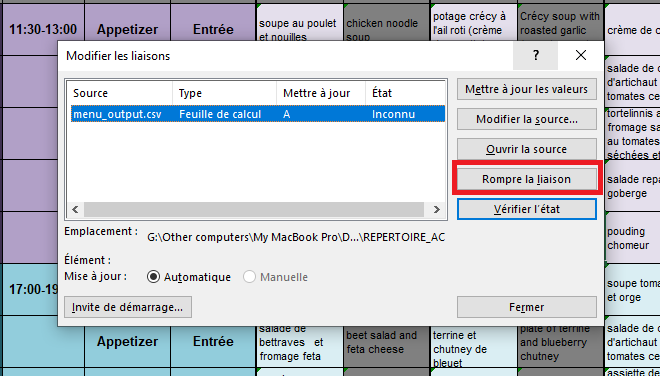 11:30-13:00 Appetizer Entrée
soupe au poulet
et nouilles
chicken noodle
soup
potage crécy à
l'ail roti (crème
Crécy soup with
roasted garlic
crème de c
Modifier les liaisons
? ×
Source Type Mettre à jour État
menu_output.csv Feuille de calcul A Inconnu
Mettre à jour les valeurs
Modifier la source...
Ouvrir la source
Rompre la liaison
Vérifier l'état
Emplacement : G:\Other computers\My MacBook Pro\D...\REPERTOIRE_AC
Élément :
Mise à jour : Automatique Manuelle
Invite de démarrage... Fermer
salade de c
d'artichaut
tomates ce
tortelinnis a
fromage sa
au tomates
séchées et
salade repa
goberge
pouding
chomeur
17:00-19
soupe toma
et orge
Appetizer Entrée
salade de
bettraves et
fromage feta
beet salad and
feta cheese
terrine et
chutney de
bleuet
plate of terrine
and blueberry
chutney
salade de c
d'artichaut
tomates ce
assiette de